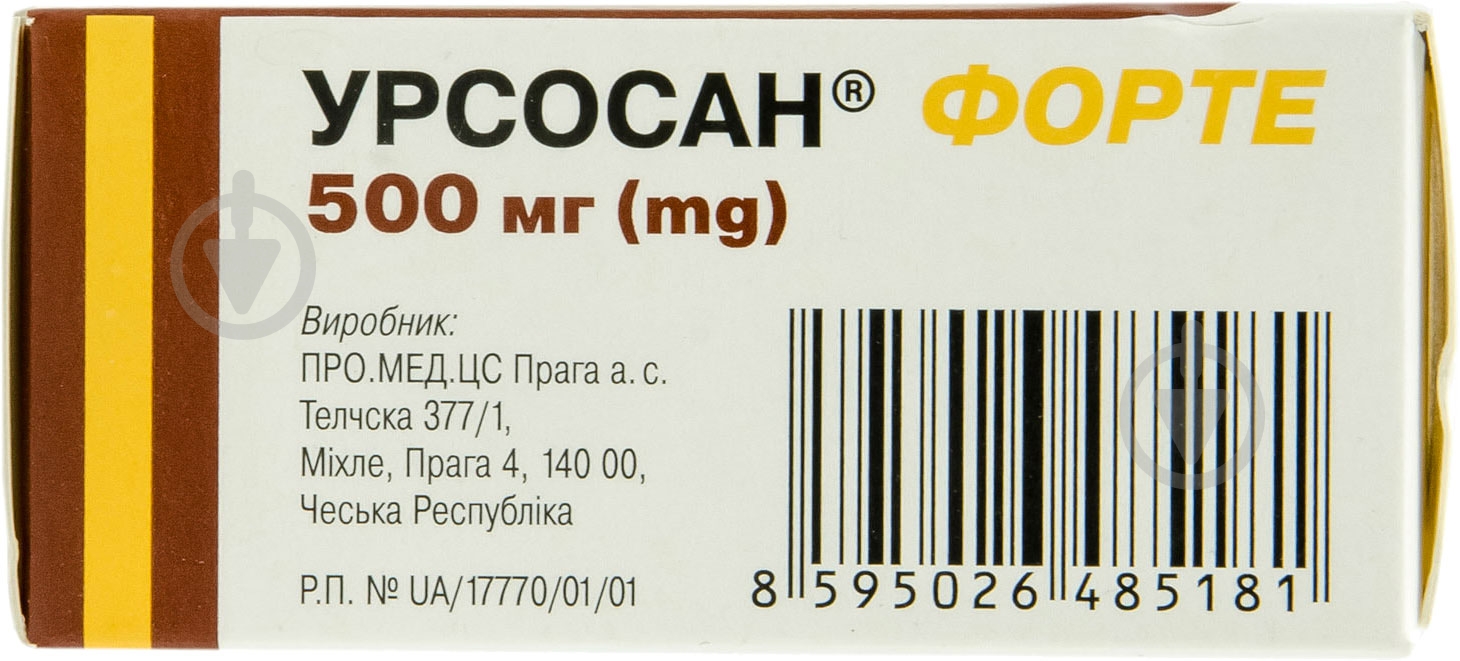 УРСОСАН® ФОРТЕ
500 мг (mg)
Виробник:
ПРО.МЕД.ЦС Прага а. с.
Телчска 377/1,
Міхле, Прага 4, 140 00,
Чеська Республіка
Р.П. № UA/17770/01/01
8 595026 485181